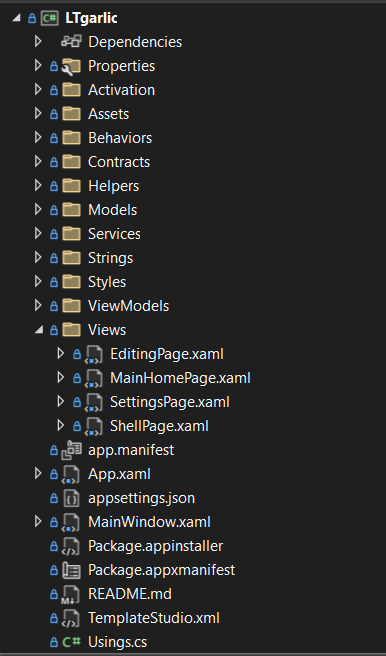 C# LTgarlic
Dependencies
Properties
Activation
Assets
Behaviors
Contracts
Helpers
Models
Services
Strings
Styles
ViewModels
Views
EditingPage.xaml
MainHomePage.xaml
SettingsPage.xaml
ShellPage.xaml
app.manifest
App.xaml
appsettings.json
MainWindow.xaml
Package.appinstaller
Package.appxmanifest
README.md
TemplateStudio.xml
C# Usings.cs